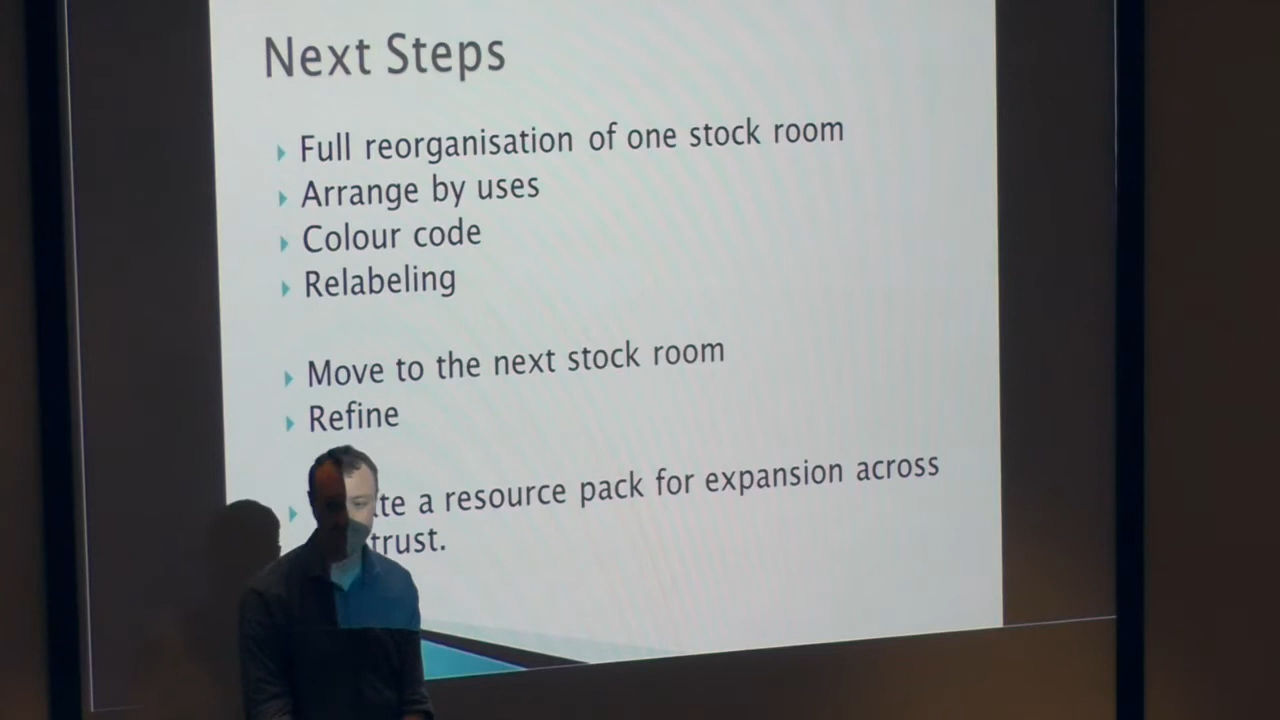 Next Steps
Full reorganisation of one stock room
Arrange by uses
Colour code
Relabeling
Move to the next stock room
Refine
a resource pack for expansion across
trust.